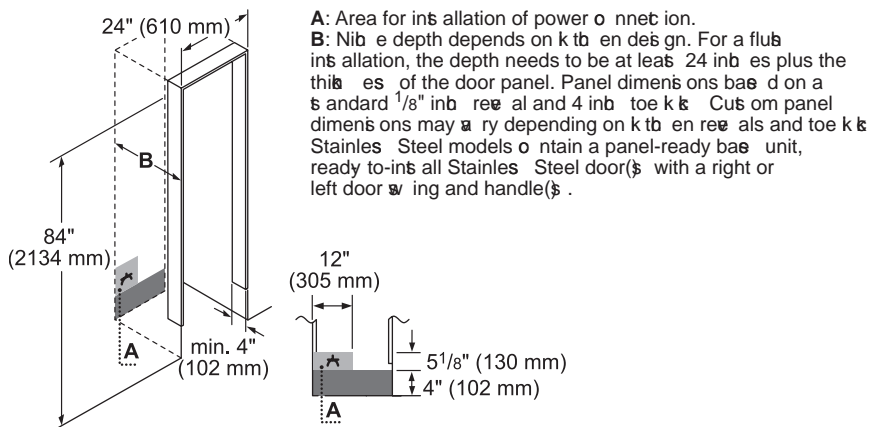 24" (610 mm)
B
84"
(2134 mm)
A
min. 4"
(102 mm)
A: Area for installation of power connection.
B: Niche depth depends on kitchen design. For a flush
installation, the depth needs to be at least 24 inches plus the
thickness of the door panel. Panel dimensions based on a
standard 1/8" inch reveal and 4 inch toe kick. Custom panel
dimensions may vary depending on kitchen reveals and toe kick.
Stainless Steel models contain a panel-ready base unit,
ready-to-install Stainless Steel door(s) with a right or
left door swing and handle(s).
12"
(305 mm)
5 1/8" (130 mm)
4" (102 mm)
A